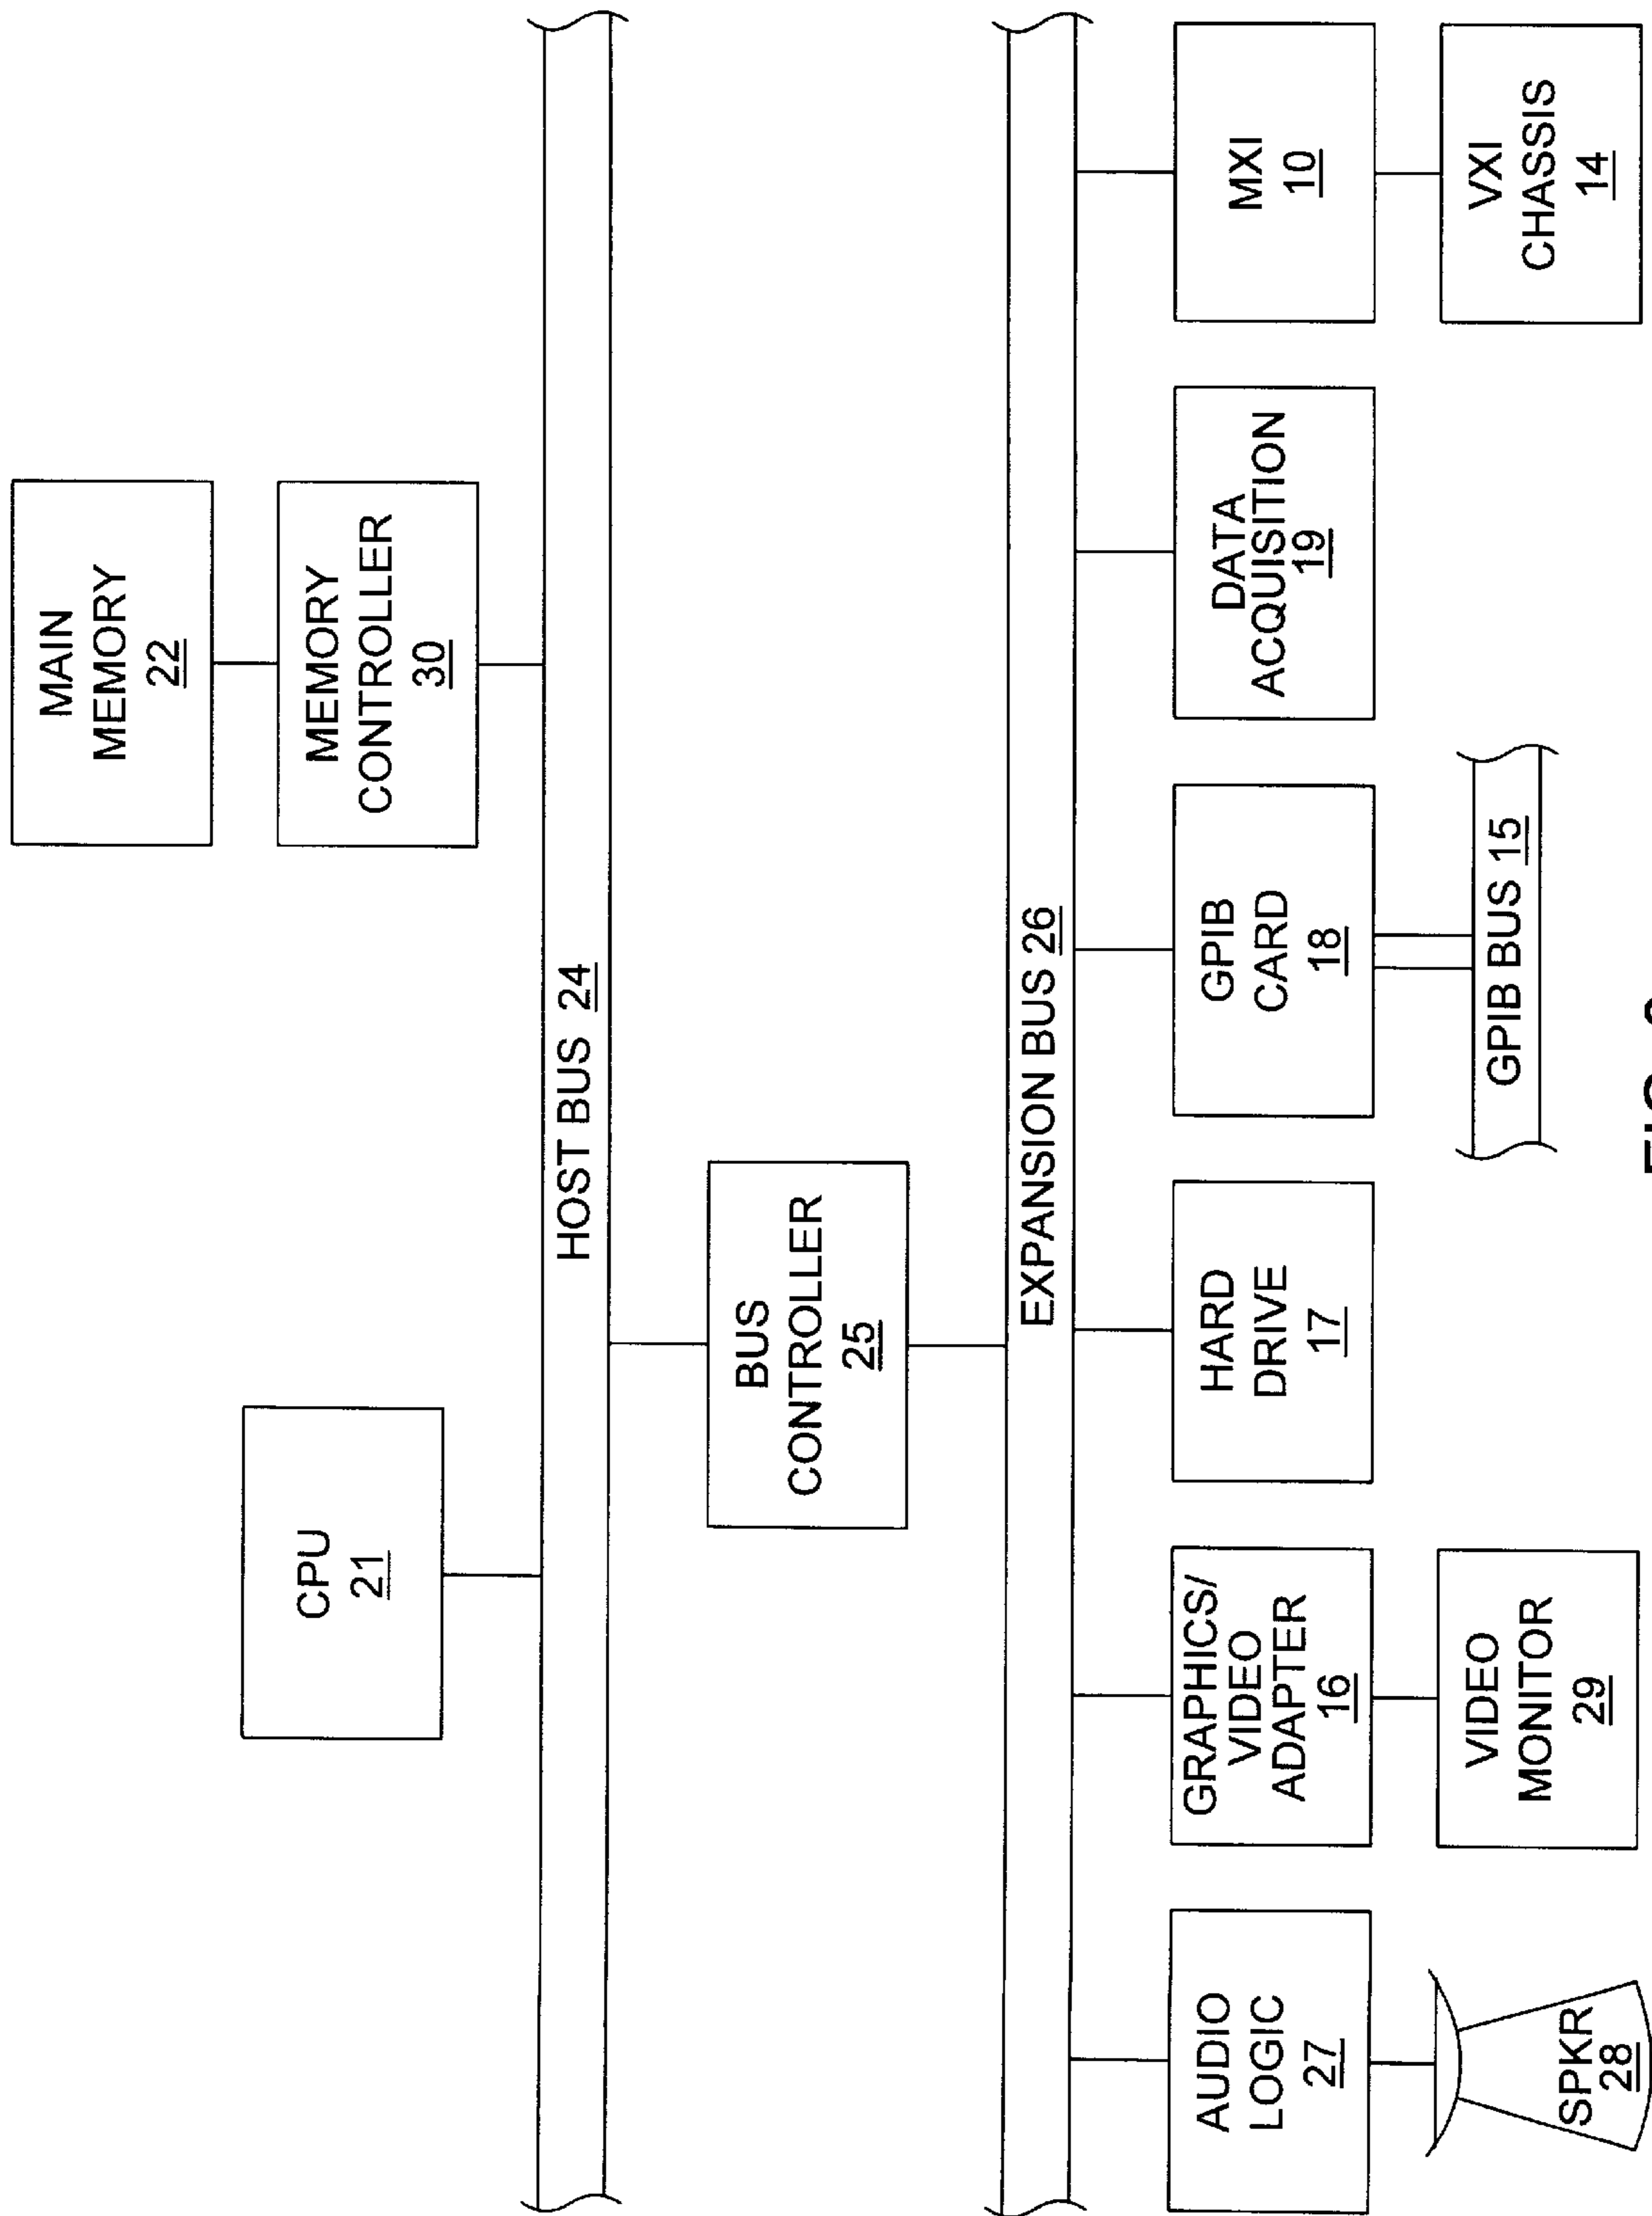 CPU
21
MAIN
MEMORY
22
MEMORY
CONTROLLER
30
HOST BUS 24
BUS
CONTROLLER
25
EXPANSION BUS 26
AUDIO
LOGIC
27
GRAPHICS/
VIDEO
ADAPTER
16
HARD
DRIVE
17
GPIB
CARD
18
DATA
ACQUISITION
19
MXI
10
SPKR
28
VIDEO
MONITOR
29
GPIB BUS 15
VXI
CHASSIS
14